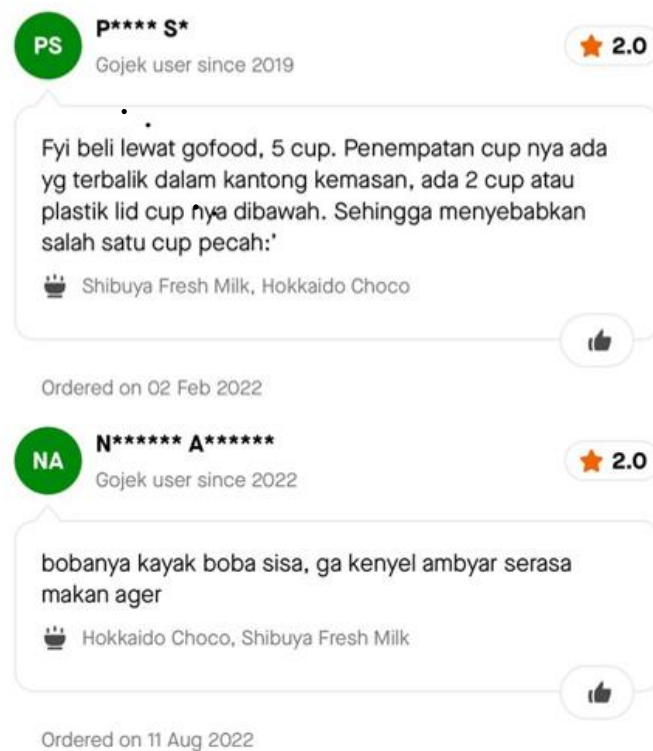 PS
P**** S*
Gojek user since 2019
2.0
Fyi beli lewat gofood, 5 cup. Penempatan cup nya ada
yg terbalik dalam kantong kemasan, ada 2 cup atau
plastik lid cup nya dibawah. Sehingga menyebabkan
salah satu cup pecah:'
Shibuya Fresh Milk, Hokkaido Choco
Ordered on 02 Feb 2022
NA
N****** A******
Gojek user since 2022
2.0
bobanya kayak boba sisa, ga kenyel ambyar serasa
makan ager
Hokkaido Choco, Shibuya Fresh Milk
Ordered on 11 Aug 2022